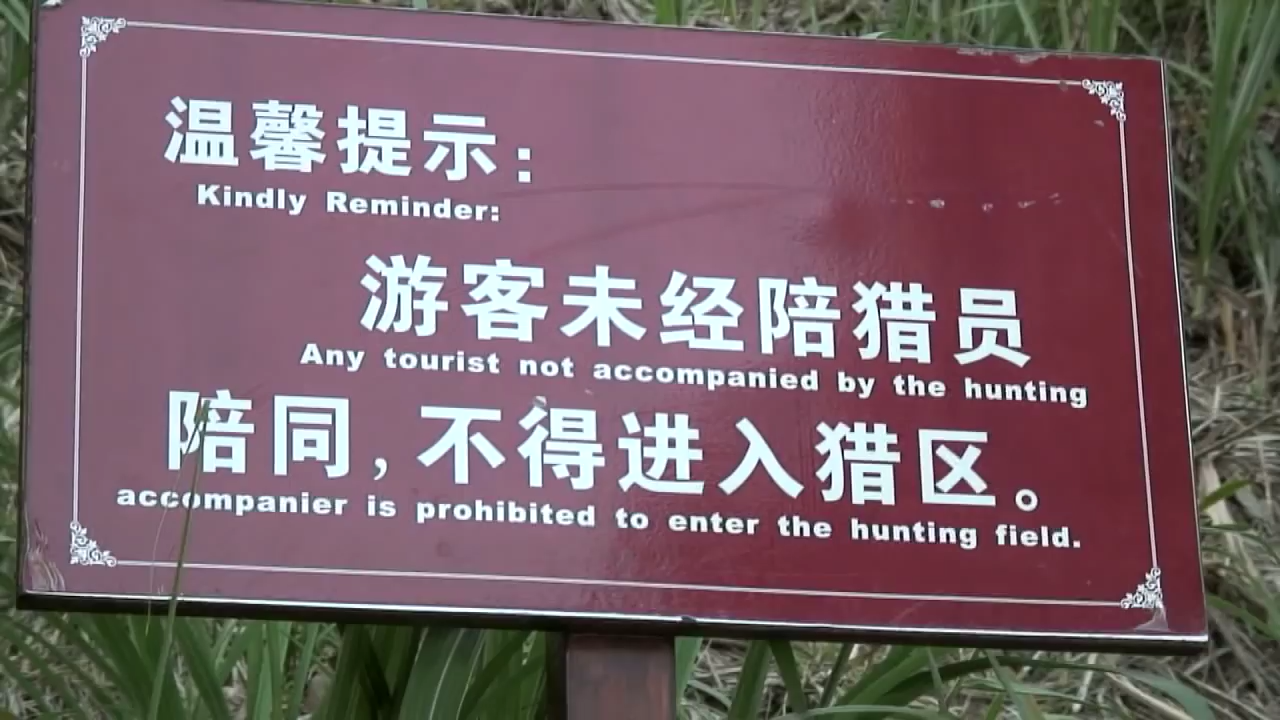 温馨提示:
Kindly Reminder:
游客未经陪猎员
Any tourist not accompanied by the hunting
陪同,不得进入猎区。
accompanier is prohibited to enter the hunting field.